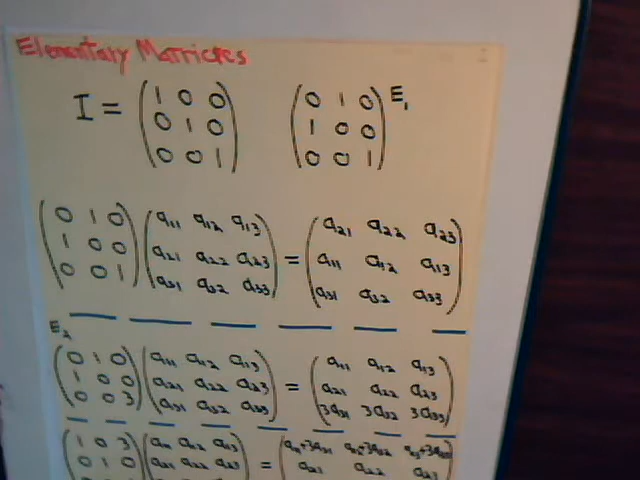 Elementary Matricies
I = ( 1 0 0 ) ( 0 1 0 ) E₁
( 0 1 0 ) ( 1 0 0 )
( 0 0 1 ) ( 0 0 1 )
( 0 1 0 ) ( a₁₁ a₁₂ a₁₃ ) ( a₂₁ a₂₂ a₂₃ )
( 1 0 0 ) ( a₂₁ a₂₂ a₂₃ ) = ( a₁₁ a₁₂ a₁₃ )
( 0 0 1 ) ( a₃₁ a₃₂ a₃₃ ) ( a₃₁ a₃₂ a₃₃ )
E₂
( 0 1 0 ) ( a₁₁ a₁₂ a₁₃ ) ( a₁₁ a₁₂ a₁₃ )
( 1 0 0 ) ( a₂₁ a₂₂ a₂₃ ) = ( a₂₁ a₂₂ a₂₃ )
( 0 0 3 ) ( a₃₁ a₃₂ a₃₃ ) ( 3a₃₁ 3a₃₂ 3a₃₃ )
( 1 0 3 ) ( a₁₁ a₁₂ a₁₃ ) ( a₁₁+3a₃₁ a₁₂+3a₃₂ a₁₃+3a₃₃ )
( 0 1 0 ) ( a₂₁ a₂₂ a₂₃ ) = ( a₂₁ a₂₂ a₂₃